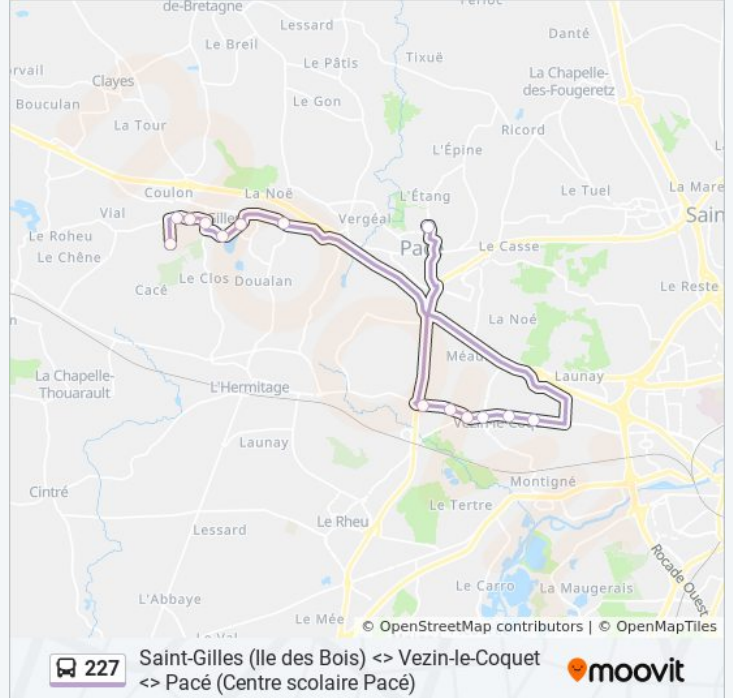 de-Bretagne
Lessard
Danté
Le Breil
Tixuë
Le Pâtis
La Chapelle-
des-Fougeretz
Clayes
Bouculan
Le Gon
La Tour
Ricord
L'Épine
Coulon
La Noë
L'Étang
Le Tuel
La Mare
Vial
Vergéal
Le Roheu
Le Casse
Le Chêne
Le Clos
Doualan
Cacé
Le Reste
La Noé
Launay
La Chapelle-
Thouarault
L'Hermitage
Launay
Montigné
Cintré
Le Tertre
Le Rheu
Lessard
Rocade Ouest
L'Abbaye
Le Carro
La Maugerais
Le Mée
© OpenStreetMap contributors | © OpenMapTiles
227
Saint-Gilles (Ile des Bois) <> Vezin-le-Coquet
<> Pacé (Centre scolaire Pacé)
moovit